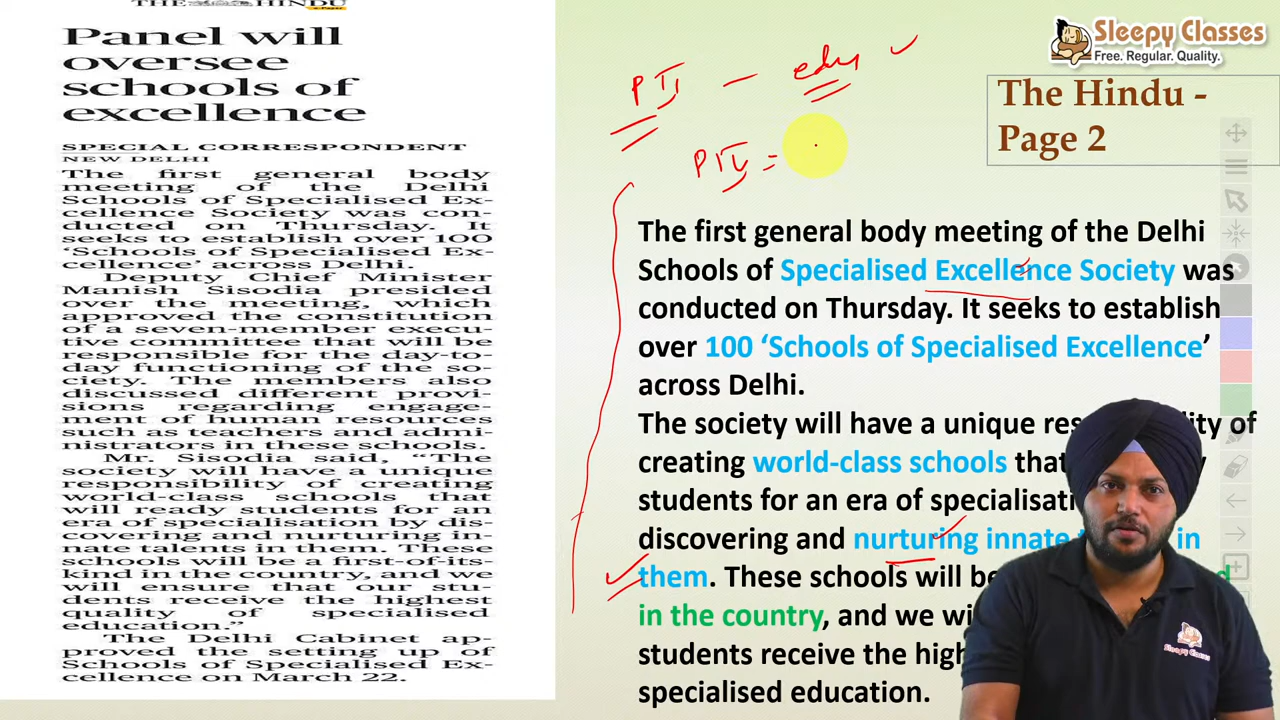 THE HINDU
Panel will
oversee
schools of
excellence
SPECIAL CORRESPONDENT
NEW DELHI
The first general body
meeting of the Delhi
Schools of Specialised Ex-
cellence Society was con-
ducted on Thursday. It
seeks to establish over 100
'Schools of Specialised Ex-
cellence' across Delhi.
Deputy Chief Minister
Manish Sisodia presided
over the meeting, which
approved the constitution
of a seven-member execu-
tive committee that will be
responsible for the day-to-
day functioning of the so-
ciety. The members also
discussed different provi-
sions regarding engage-
ment of human resources
such as teachers and admi-
nistrators in these schools.
Mr. Sisodia said, "The
society will have a unique
responsibility of creating
world-class schools that
will ready students for an
era of specialisation by dis-
covering and nurturing in-
nate talents in them. These
schools will be a first-of-its-
kind in the country, and we
will ensure that our stu-
dents receive the highest
quality of specialised
education."
The Delhi Cabinet ap-
proved the setting up of
Schools of Specialised Ex-
cellence on March 22.
Sleepy Classes
Free. Regular. Quality.
The Hindu -
Page 2
The first general body meeting of the Delhi
Schools of Specialised Excellence Society was
conducted on Thursday. It seeks to establish
over 100 'Schools of Specialised Excellence'
across Delhi.
The society will have a unique of
creating world-class schools
students for an era of
discovering and nurturing innate in
them. These schools will be
in the country, and we
students receive the
specialised education.
Sleepy Classes